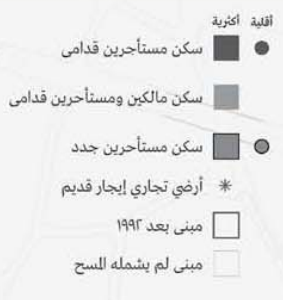 أقلية أكثرية
سكن مستأجرين قدامى
سكن مالكين ومستأجرين قدامى
سكن مستأجرين جدد
أرضي تجاري إيجار قديم
مبنى بعد ١٩٩٢
مبنى لم يشمله المسح